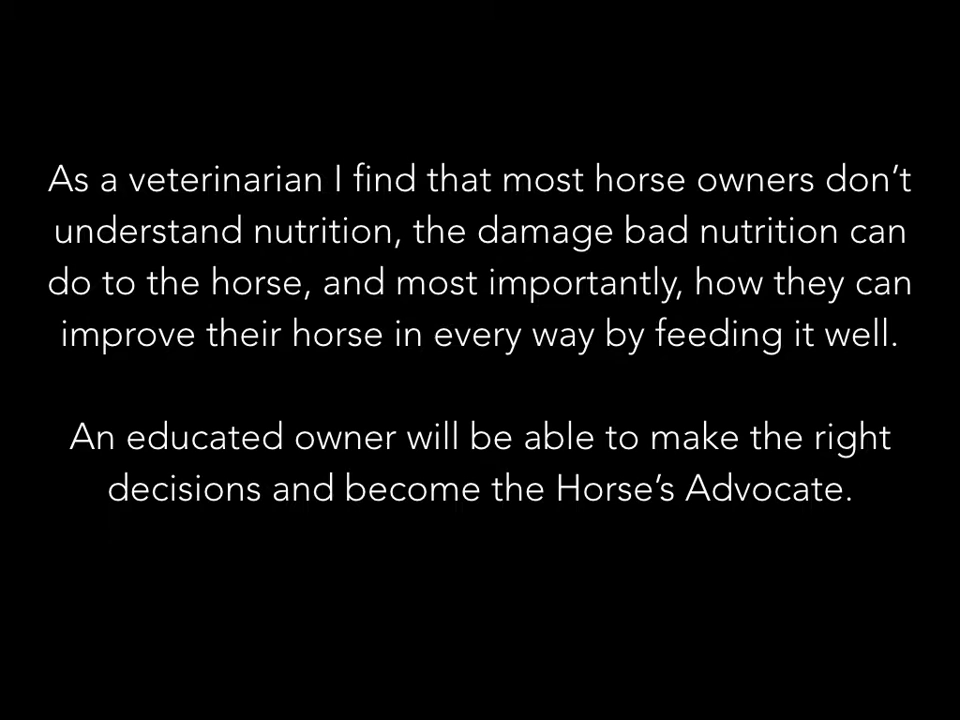 As a veterinarian I find that most horse owners don’t
understand nutrition, the damage bad nutrition can
do to the horse, and most importantly, how they can
improve their horse in every way by feeding it well.
An educated owner will be able to make the right
decisions and become the Horse’s Advocate.